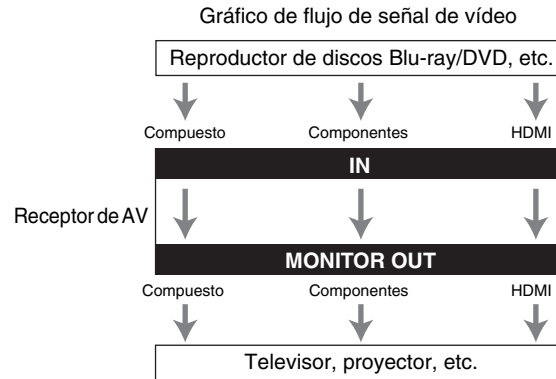 Gráfico de flujo de señal de vídeo
Reproductor de discos Blu-ray/DVD, etc.
Compuesto Componentes HDMI
IN
Receptor de AV
MONITOR OUT
Compuesto Componentes HDMI
Televisor, proyector, etc.